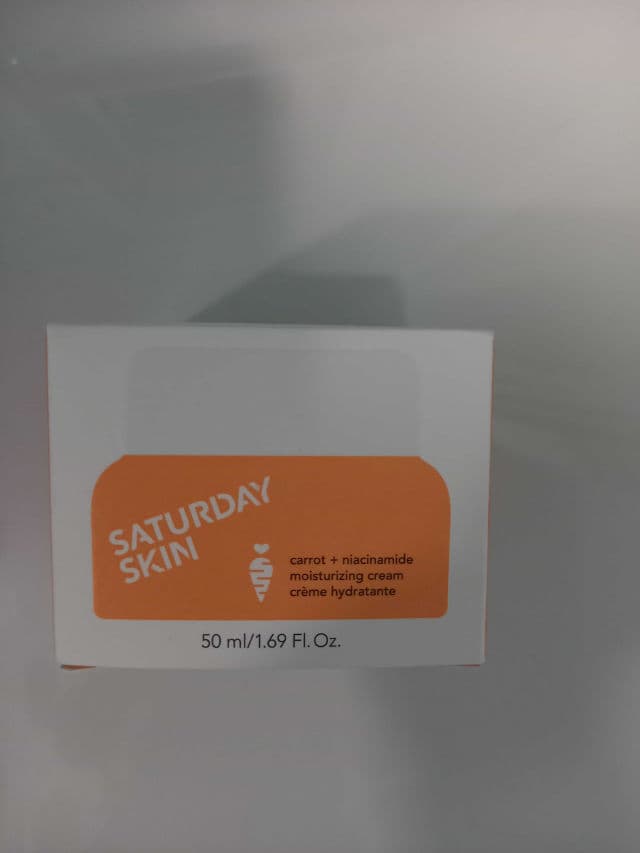 SATURDAY
SKIN
carrot + niacinamide
moisturizing cream
crème hydratante
50 ml/1.69 Fl. Oz.